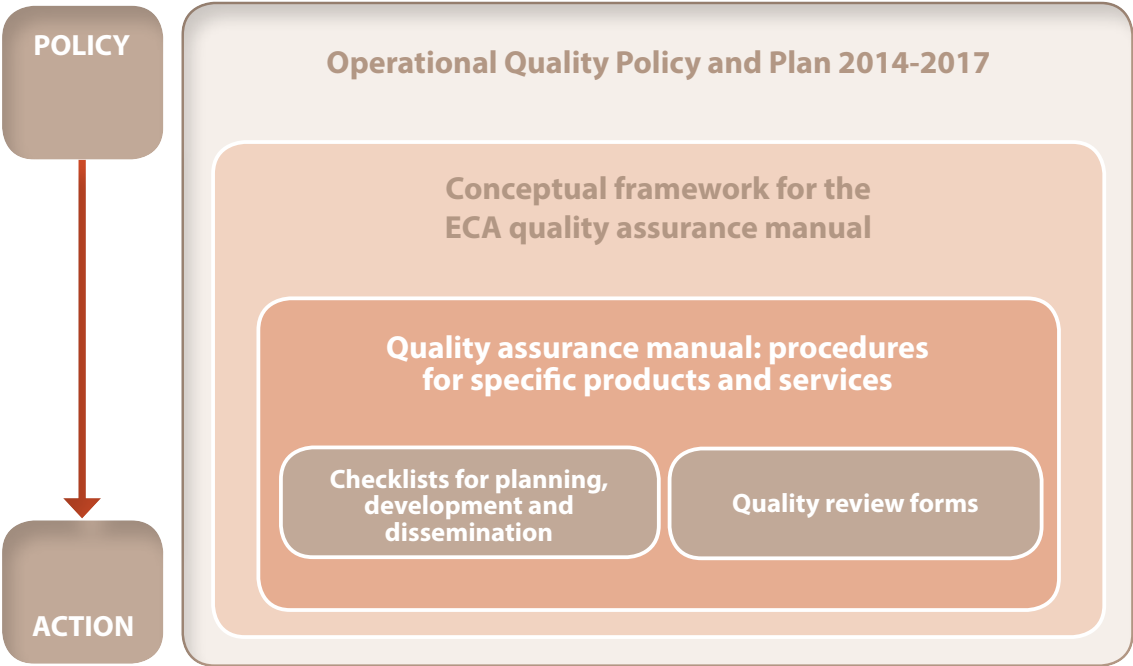 POLICY
Operational Quality Policy and Plan 2014-2017
Conceptual framework for the
ECA quality assurance manual
Quality assurance manual: procedures
for specific products and services
Checklists for planning,
development and
dissemination
Quality review forms
ACTION